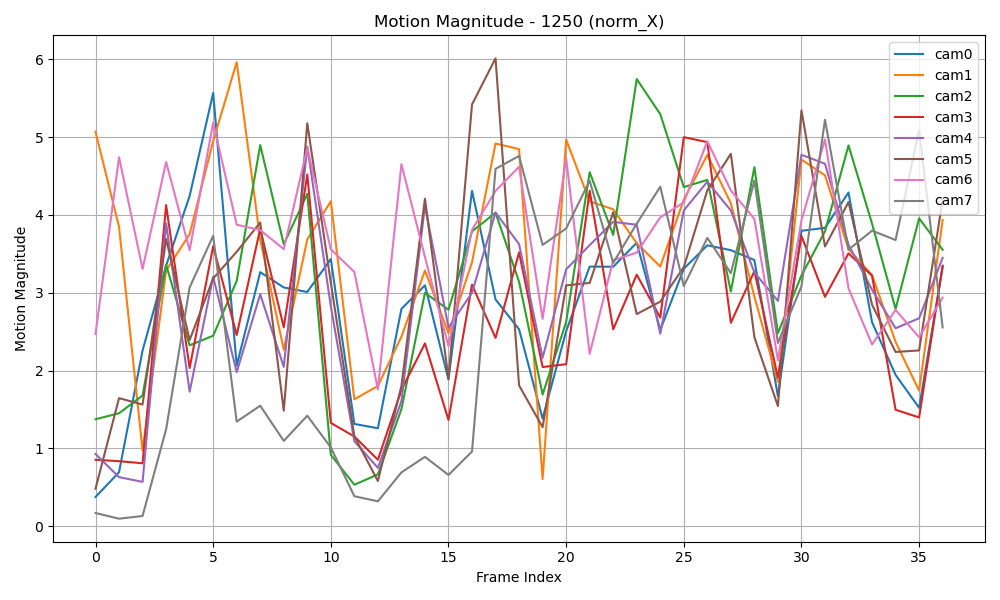 Motion Magnitude - 1250 (norm_X)
Motion Magnitude
6
5
4
3
2
1
0
cam0
cam1
cam2
cam3
cam4
cam5
cam6
cam7
0 5 10 15 20 25 30 35
Frame Index